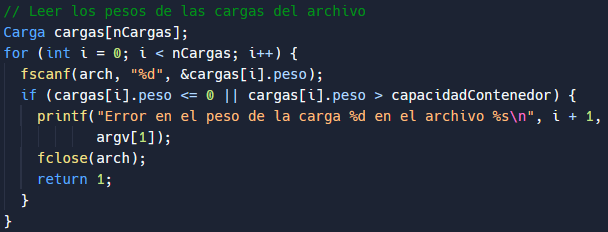 // Leer los pesos de las cargas del archivo
Carga cargas[nCargas];
for (int i = 0; i < nCargas; i++) {
  fscanf(arch, "%d", &cargas[i].peso);
  if (cargas[i].peso <= 0 || cargas[i].peso > capacidadContenedor) {
    printf("Error en el peso de la carga %d en el archivo %s\n", i + 1,
           argv[1]);
    fclose(arch);
    return 1;
  }
}